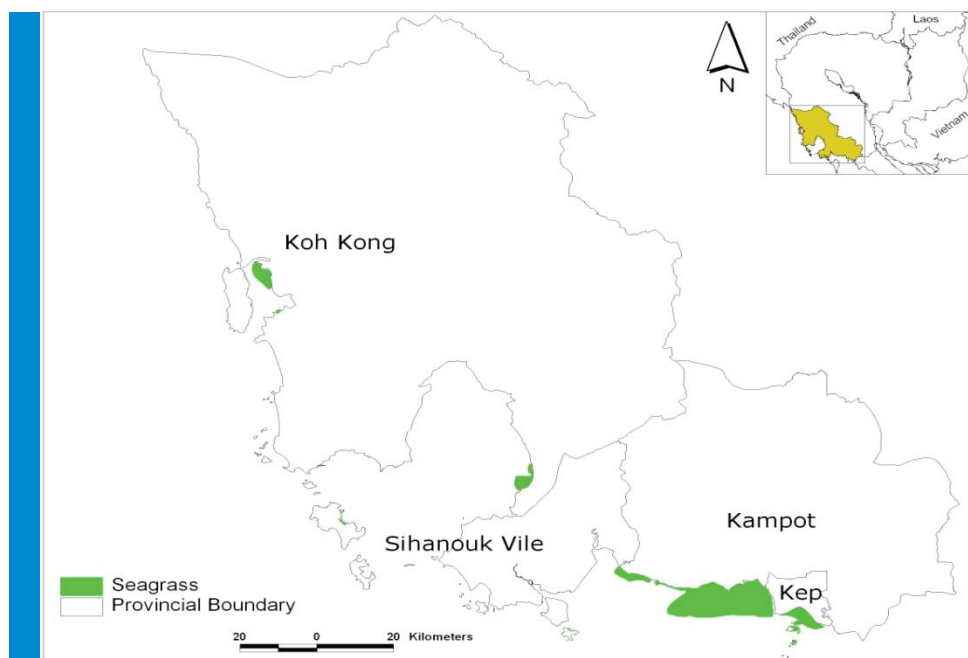 Thailand
Laos
Vietnam
N
Koh Kong
Kampot
Sihanouk Vile
Kep
Seagrass
Provincial Boundary
20 0 20 Kilometers